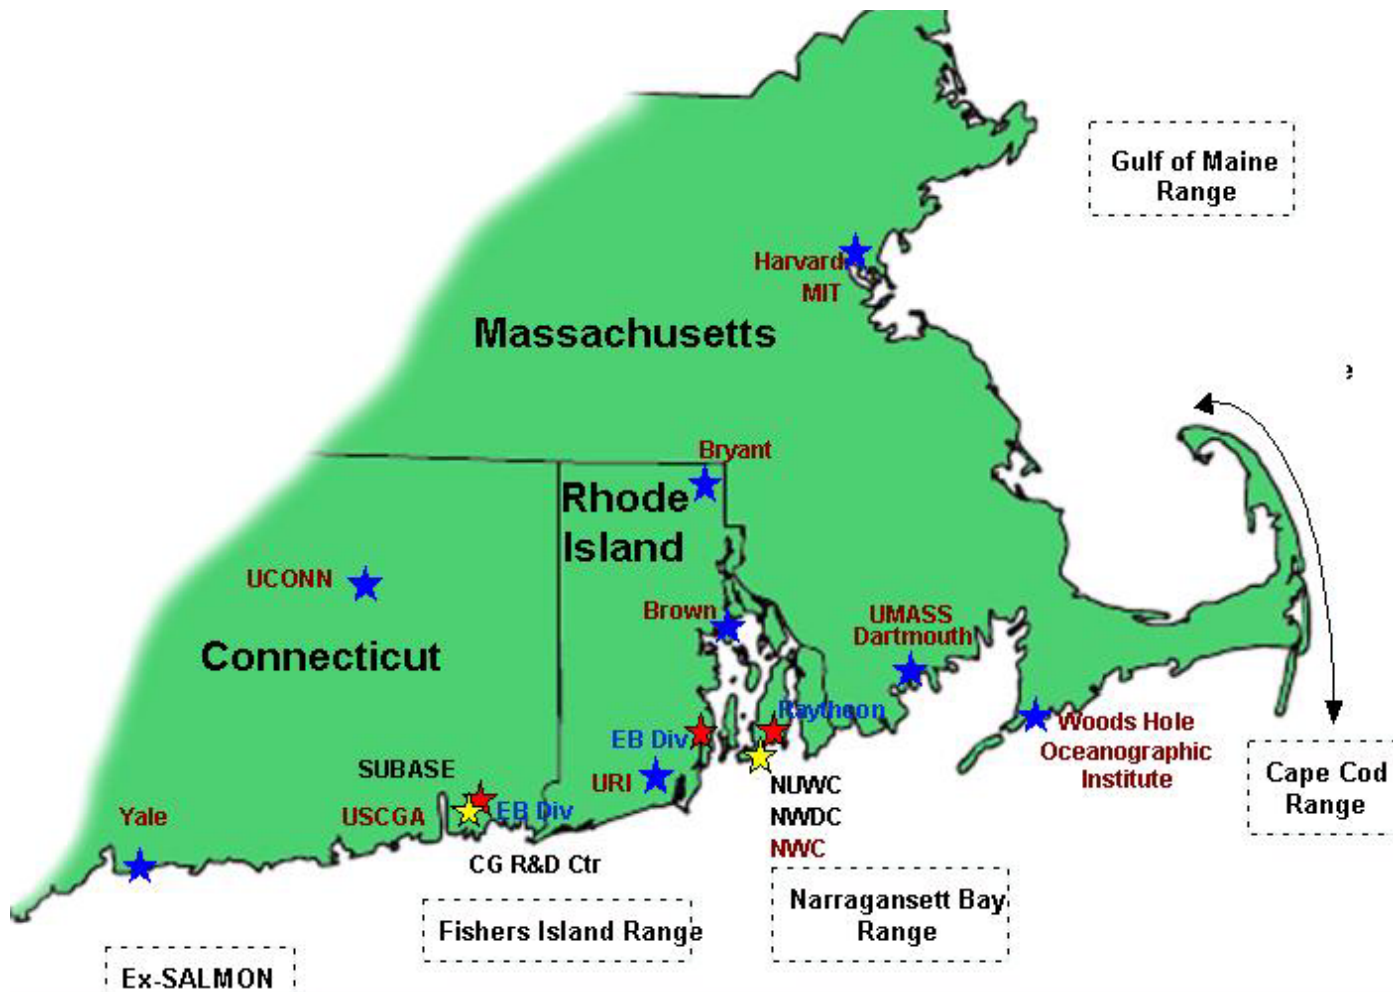 Gulf of Maine
Range
Harvard
MIT
Massachusetts
Bryant
Rhode
Island
UCONN
Brown
UMASS
Dartmouth
Connecticut
Raytheon
EB Div
Woods Hole
Oceanographic
Institute
SUBASE
URI
NUWC
Cape Cod
Range
Yale
USCGA
EB Div
NWDC
NWC
CG R&D Ctr
Narragansett Bay
Range
Fishers Island Range
Ex-SALMON